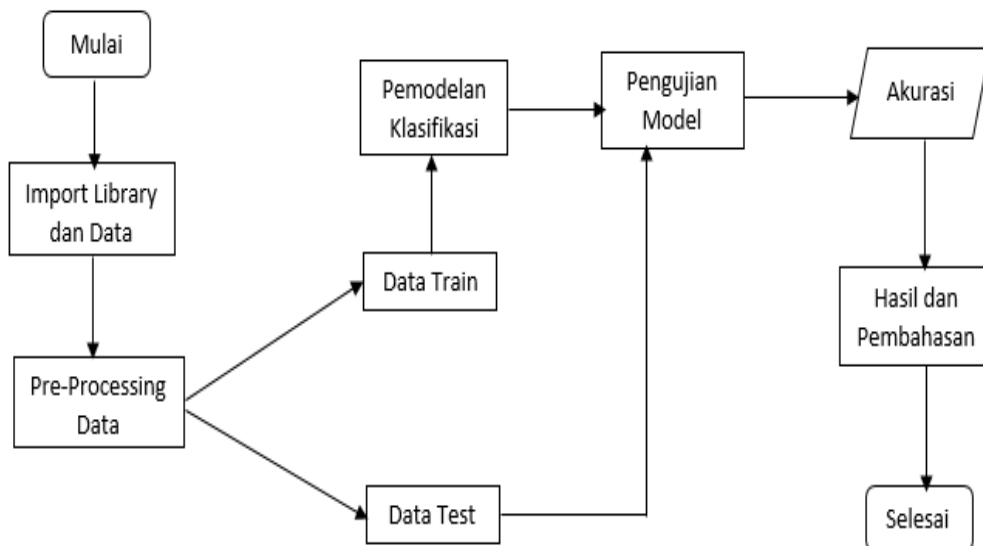 Mulai
Import Library
dan Data
Pre-Processing
Data
Data Train
Pemodelan
Klasifikasi
Data Test
Pengujian
Model
Akurasi
Hasil dan
Pembahasan
Selesai